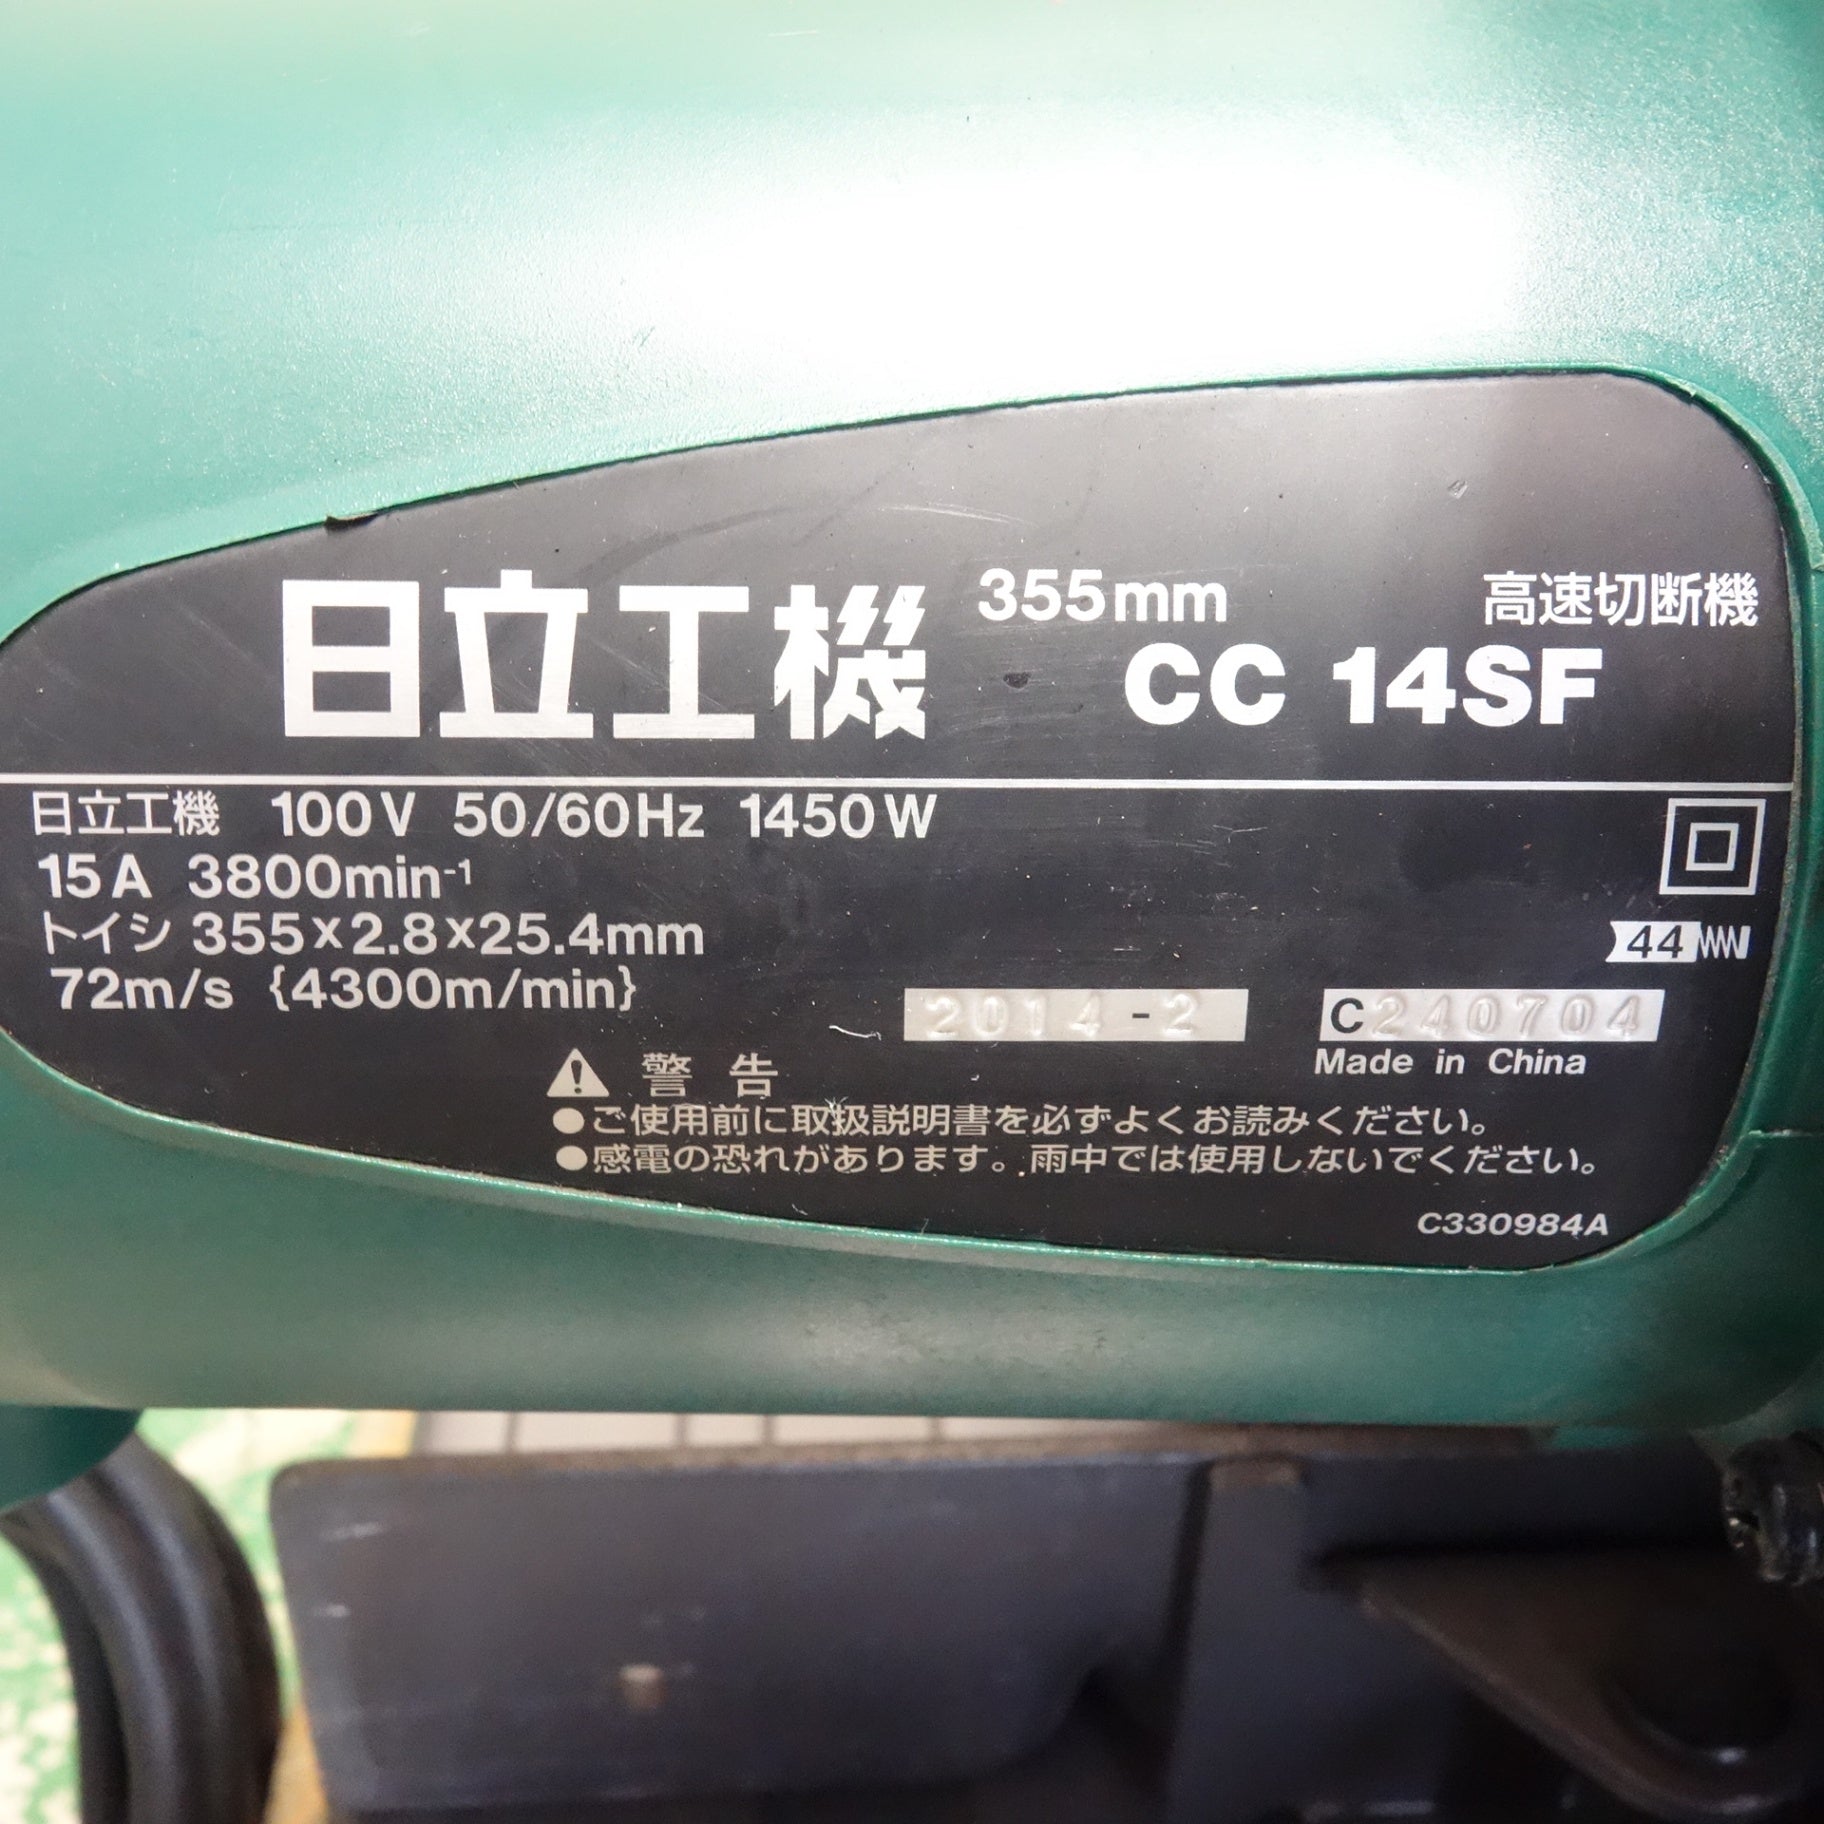 日立工機 355mm 高速切断機
CC 14SF
日立工機 100V 50/60Hz 1450W
15A 3800min⁻¹
トイシ 355×2.8×25.4mm
72m/s {4300m/min}
44
2014-2 C240704
Made in China
警告
●ご使用前に取扱説明書を必ずよくお読みください。
●感電の恐れがあります。雨中では使用しないでください。
C330984A